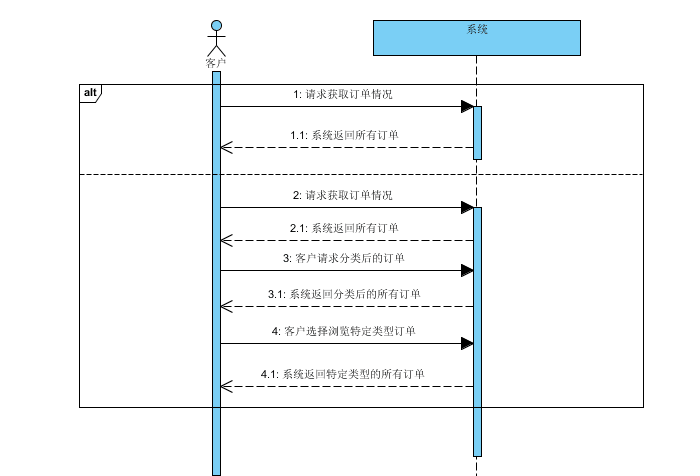 系统
客户
alt
1: 请求获取订单情况
1.1: 系统返回所有订单
2: 请求获取订单情况
2.1: 系统返回所有订单
3: 客户请求分类后的订单
3.1: 系统返回分类后的所有订单
4: 客户选择浏览特定类型订单
4.1: 系统返回特定类型的所有订单